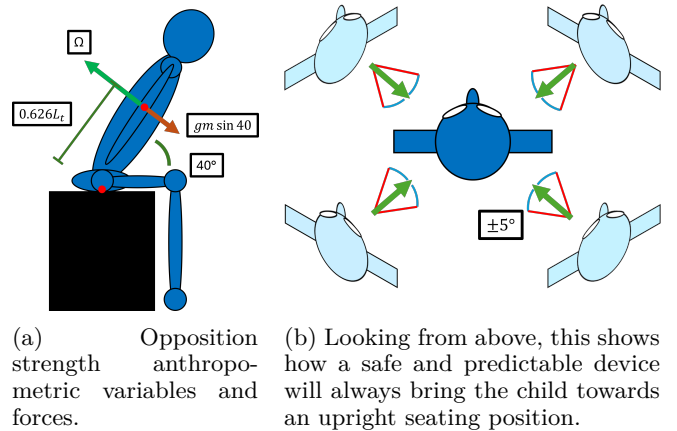 Ω
0.626Lₜ
gm sin 40
40°
±5°
(a) Opposition
strength anthropo-
metric variables and
forces.
(b) Looking from above, this shows
how a safe and predictable device
will always bring the child towards
an upright seating position.